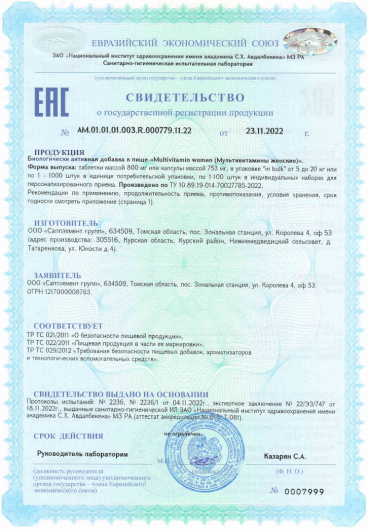 ЕВРАЗИЙСКИЙ ЭКОНОМИЧЕСКИЙ СОЮЗ
ЗАО «Национальный институт здравоохранения имени академика С.Х. Авдалбекяна» МЗ РА
Санитарно-гигиеническая испытательная лаборатория
(уполномоченный орган государства – члена Евразийского экономического союза)
ЕАС
СВИДЕТЕЛЬСТВО
о государственной регистрации продукции
№ AM.01.01.01.003.R.000779.11.22 от 23.11.2022 г.
ПРОДУКЦИЯ
Биологически активная добавка к пище «Multivitamin women (Мультивитамины женские)».
Форма выпуска: таблетки массой 800 мг или капсулы массой 753 мг, в упаковке "in bulk" от 5 до 20 кг или
по 1 - 1000 штук в единице потребительской упаковки, по 1-100 штук в индивидуальных наборах для
персонализированного приема. Произведено по ТУ 10.89.19-014-70027785-2022.
Рекомендации по применению, продолжительность приема, противопоказания, условия хранения, срок
годности смотреть приложение (страница 1).
ИЗГОТОВИТЕЛЬ
ООО «Сапплемент групп», 634509, Томская область, пос. Зональная станция, ул. Королева 4, оф 53
(адрес производства: 305516, Курская область, Курский район, Нижнемедведицкий сельсовет, д.
Татаренкова, ул. Юности д.4).
ЗАЯВИТЕЛЬ
ООО «Сапплемент групп», 634509, Томская область, пос. Зональная станция, ул. Королева 4, оф 53.
ОГРН 1217000008763.
СООТВЕТСТВУЕТ
ТР ТС 021/2011 «О безопасности пищевой продукции»,
ТР ТС 022/2011 «Пищевая продукция в части ее маркировки»,
ТР ТС 029/2012 «Требования безопасности пищевых добавок, ароматизаторов
и технологических вспомогательных средств».
СВИДЕТЕЛЬСТВО ВЫДАНО НА ОСНОВАНИИ
Протоколы испытаний: № 2236, № 2236/1 от 04.11.2022г., экспертное заключение № 22/ЭЗ/747 от
18.11.2022г., выданные санитарно-гигиенической ИЛ ЗАО «Национальный институт здравоохранения имени
академика С.Х. Авдалбекяна» МЗ РА (аттестат аккредитации
СРОК ДЕЙСТВИЯ
не ограничен
Руководитель лаборатории Казарян С.А.
(должность руководителя
(уполномоченного лица) уполномоченного
органа государства – члена Евразийского
экономического союза) (Ф. И. О.)
№ 0007999